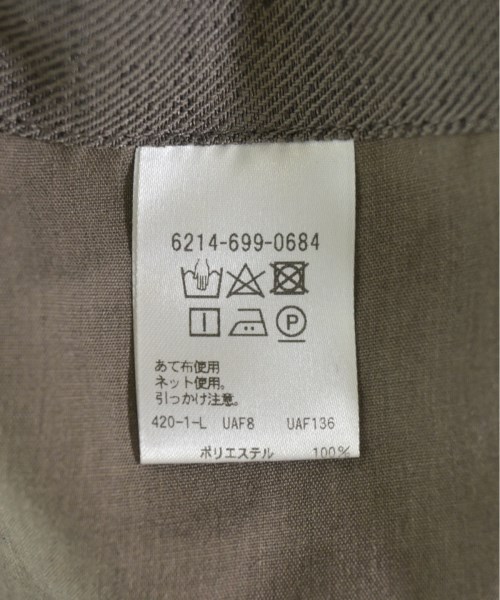 6214-699-0684
P
あて布使用
ネット使用。
引っかけ注意。
420-1-L UAF8 UAF136
ポリエステル 100%